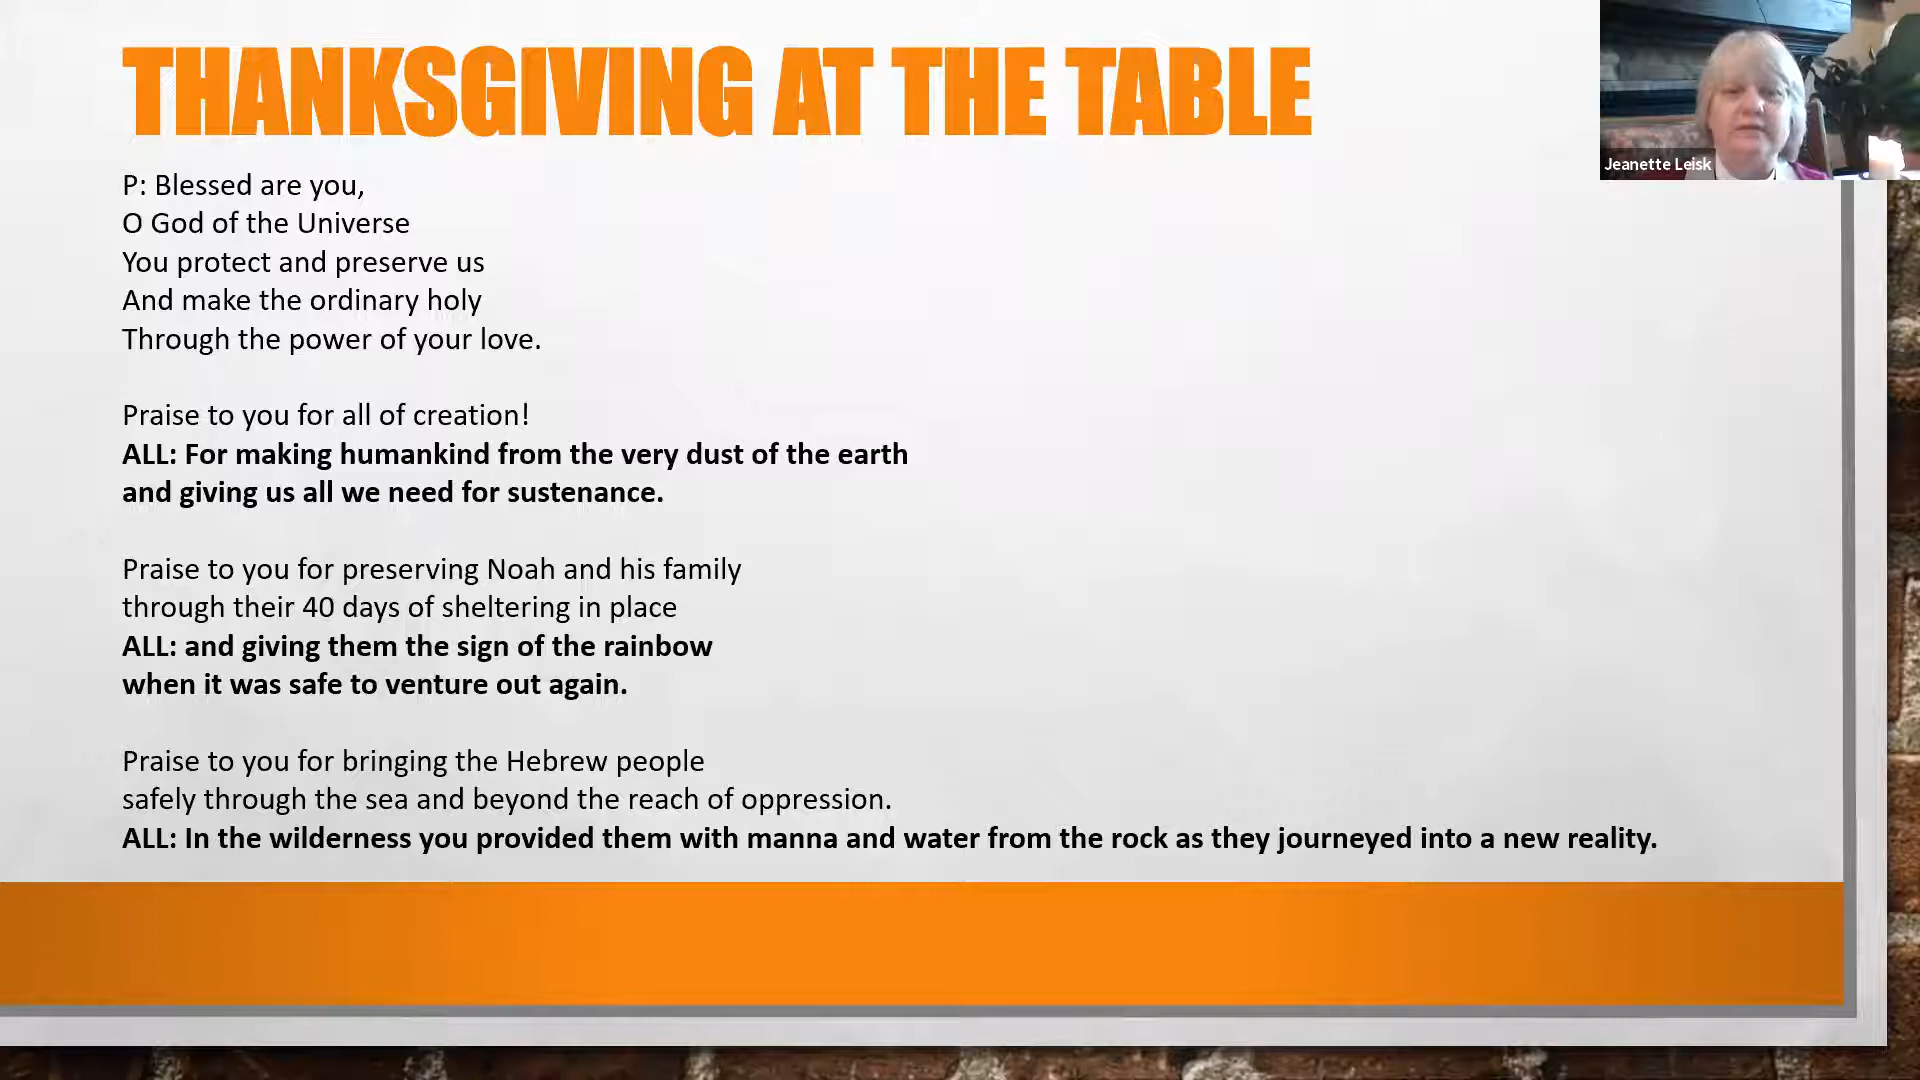 THANKSGIVING AT THE TABLE
Jeanette Leisk
P: Blessed are you,
O God of the Universe
You protect and preserve us
And make the ordinary holy
Through the power of your love.
Praise to you for all of creation!
ALL: For making humankind from the very dust of the earth
and giving us all we need for sustenance.
Praise to you for preserving Noah and his family
through their 40 days of sheltering in place
ALL: and giving them the sign of the rainbow
when it was safe to venture out again.
Praise to you for bringing the Hebrew people
safely through the sea and beyond the reach of oppression.
ALL: In the wilderness you provided them with manna and water from the rock as they journeyed into a new reality.